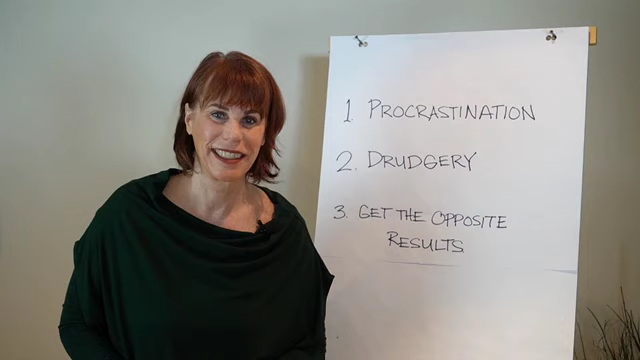 1. PROCRASTINATION
2. DRUDGERY
3. GET THE OPPOSITE
RESULTS.